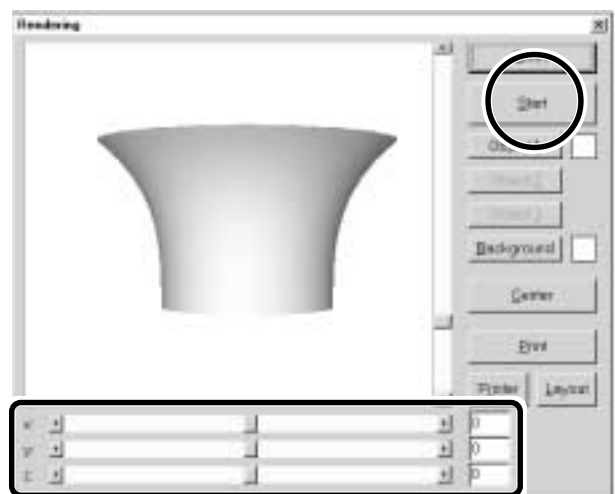 Rendering
Start
Background
Center
Print
Printer
Layout
x
0
y
0
z
0